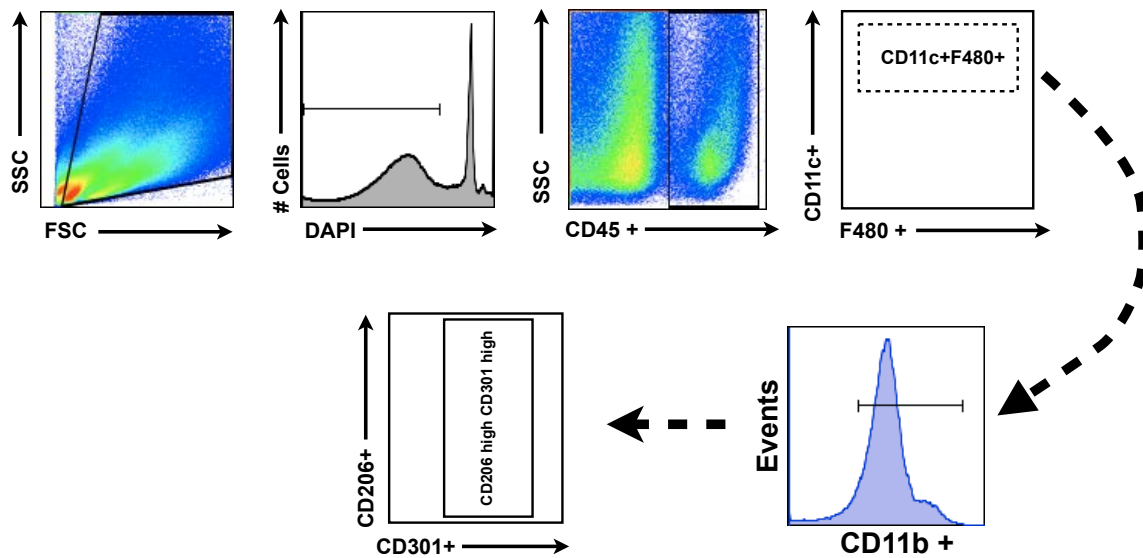 SSC
FSC
# Cells
DAPI
SSC
CD45 +
CD11c+
CD11c+F480+
F480 +
CD206+
CD206 high CD301 high
CD301+
Events
CD11b +